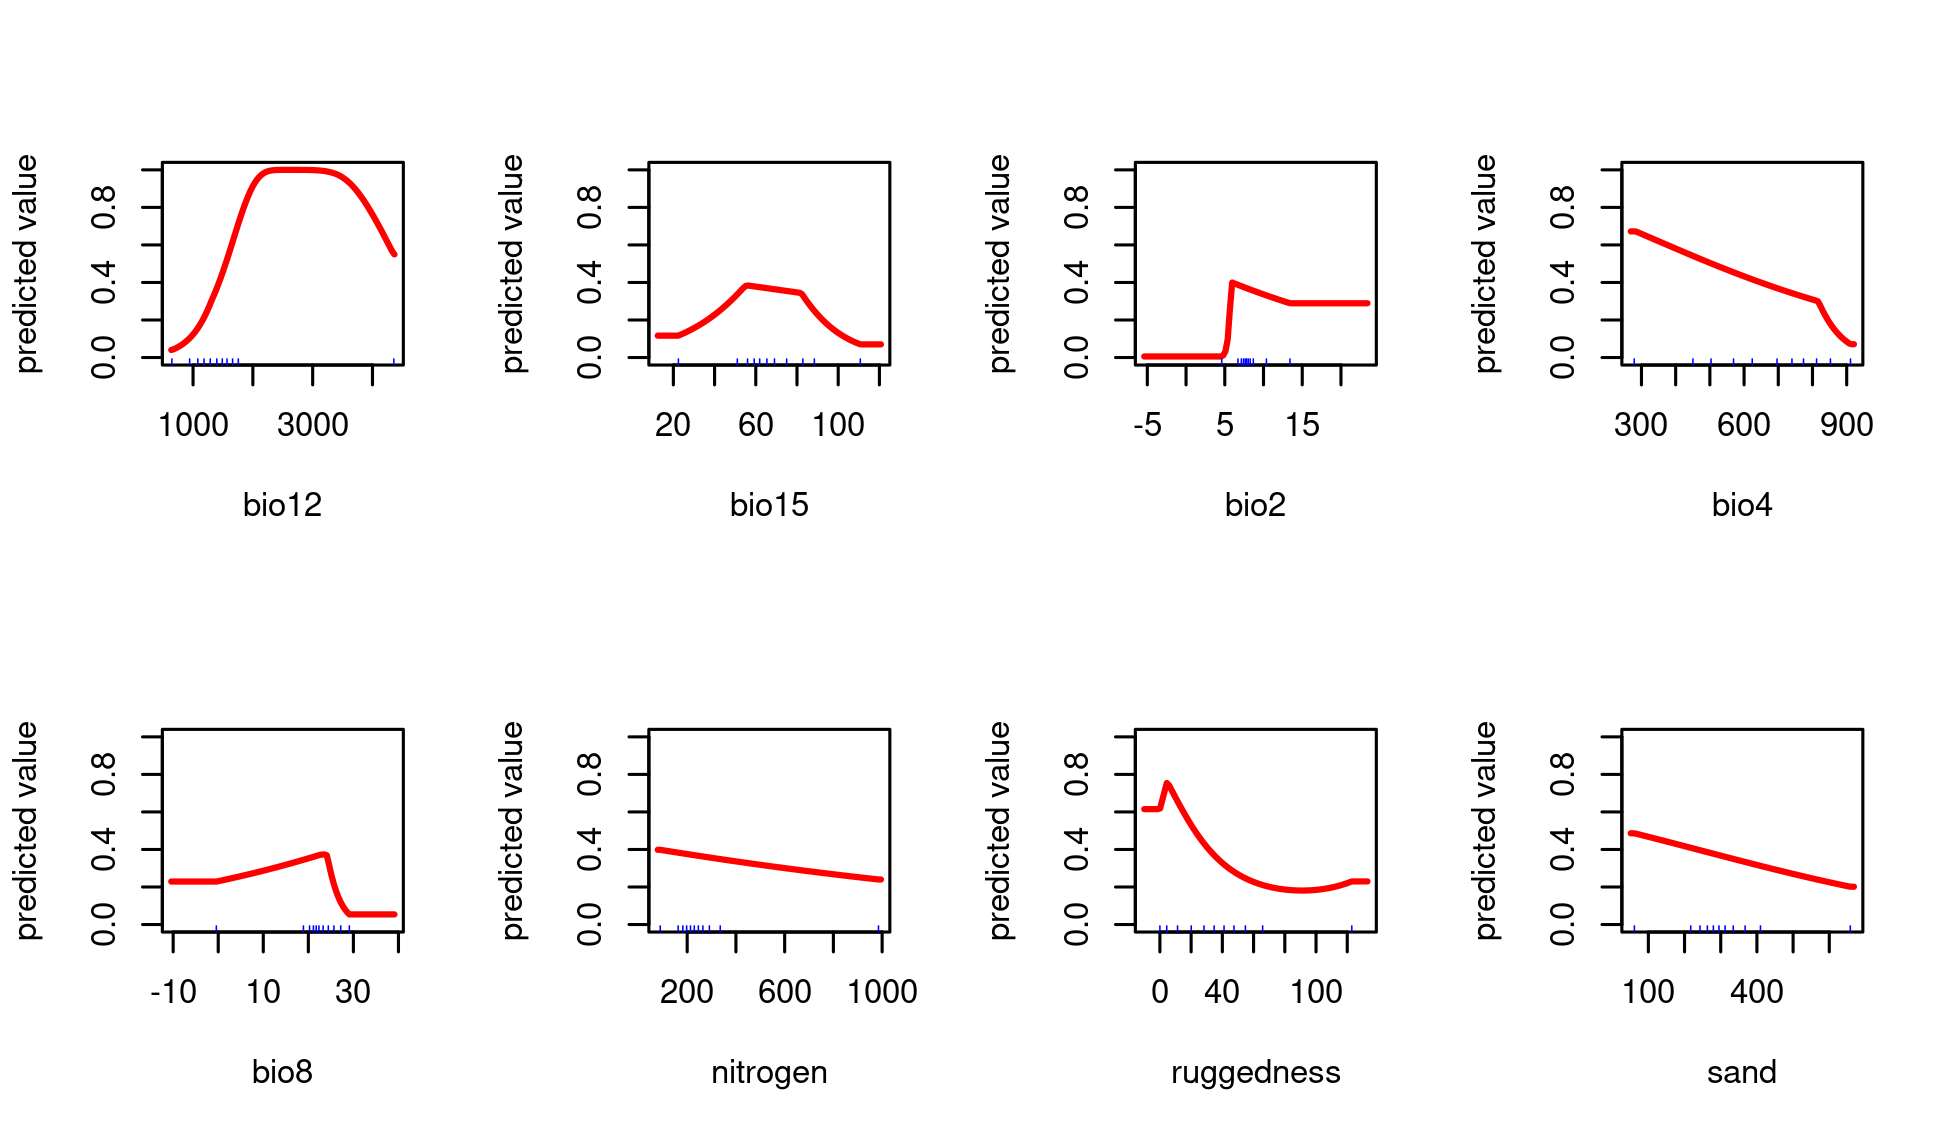 predicted value
0.0 0.4 0.8
1000 3000
bio12
predicted value
0.0 0.4 0.8
20 60 100
bio15
predicted value
0.0 0.4 0.8
-5 5 15
bio2
predicted value
0.0 0.4 0.8
300 600 900
bio4
predicted value
0.0 0.4 0.8
-10 10 30
bio8
predicted value
0.0 0.4 0.8
200 600 1000
nitrogen
predicted value
0.0 0.4 0.8
0 40 100
ruggedness
predicted value
0.0 0.4 0.8
100 400
sand